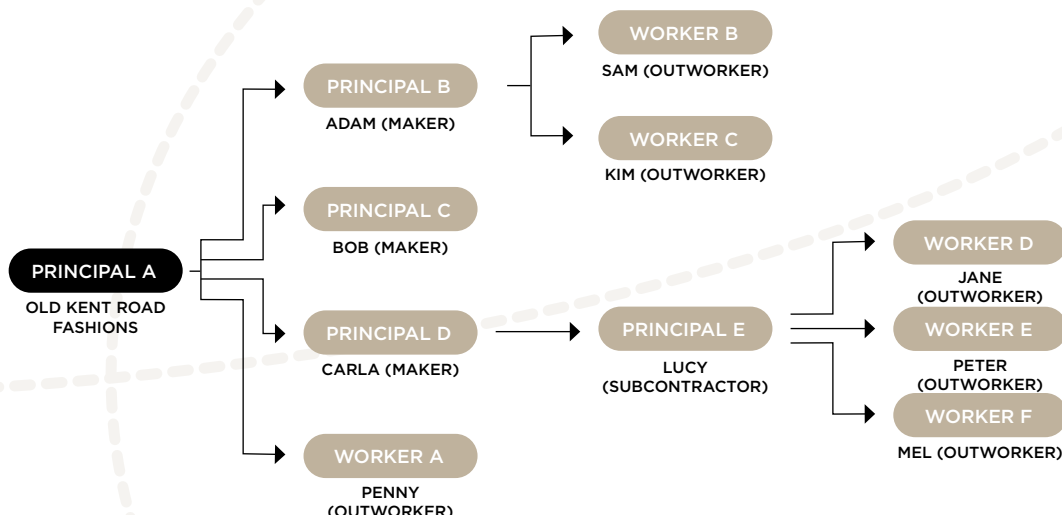 WORKER B
SAM (OUTWORKER)
PRINCIPAL B
ADAM (MAKER)
WORKER C
KIM (OUTWORKER)
PRINCIPAL C
BOB (MAKER)
PRINCIPAL A
OLD KENT ROAD
FASHIONS
WORKER D
JANE
(OUTWORKER)
PRINCIPAL D
CARLA (MAKER)
PRINCIPAL E
LUCY
(SUBCONTRACTOR)
WORKER E
PETER
(OUTWORKER)
WORKER F
MEL (OUTWORKER)
WORKER A
PENNY
(OUTWORKER)